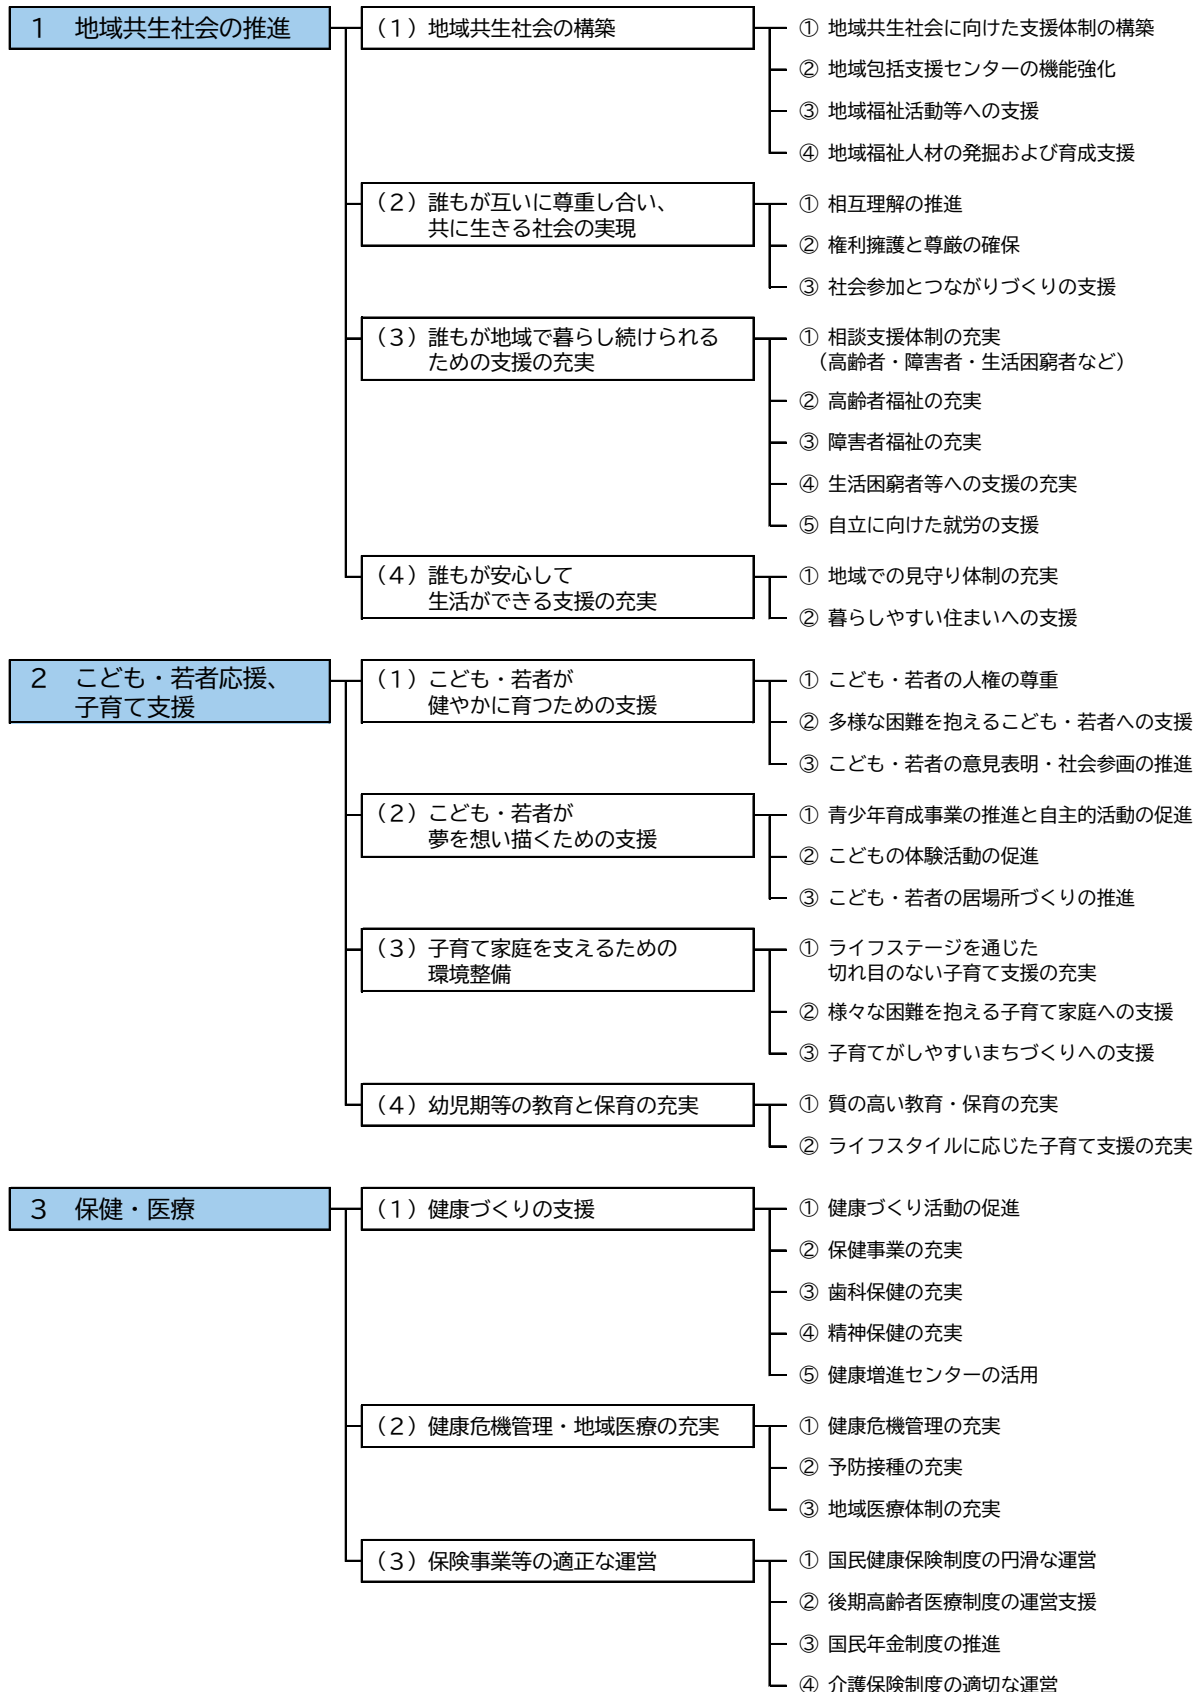 1 地域共生社会の推進
（1）地域共生社会の構築
① 地域共生社会に向けた支援体制の構築
② 地域包括支援センターの機能強化
③ 地域福祉活動等への支援
④ 地域福祉人材の発掘および育成支援
（2）誰もが互いに尊重し合い、
共に生きる社会の実現
① 相互理解の推進
② 権利擁護と尊厳の確保
③ 社会参加とつながりづくりの支援
（3）誰もが地域で暮らし続けられる
ための支援の充実
① 相談支援体制の充実
（高齢者・障害者・生活困窮者など）
② 高齢者福祉の充実
③ 障害者福祉の充実
④ 生活困窮者等への支援の充実
⑤ 自立に向けた就労の支援
（4）誰もが安心して
生活ができる支援の充実
① 地域での見守り体制の充実
② 暮らしやすい住まいへの支援
2 こども・若者応援、
子育て支援
（1）こども・若者が
健やかに育つための支援
① こども・若者の人権の尊重
② 多様な困難を抱えるこども・若者への支援
③ こども・若者の意見表明・社会参画の推進
（2）こども・若者が
夢を想い描くための支援
① 青少年育成事業の推進と自主的活動の促進
② こどもの体験活動の促進
③ こども・若者の居場所づくりの推進
（3）子育て家庭を支えるための
環境整備
① ライフステージを通じた
切れ目のない子育て支援の充実
② 様々な困難を抱える子育て家庭への支援
③ 子育てがしやすいまちづくりへの支援
（4）幼児期等の教育と保育の充実
① 質の高い教育・保育の充実
② ライフスタイルに応じた子育て支援の充実
3 保健・医療
（1）健康づくりの支援
① 健康づくり活動の促進
② 保健事業の充実
③ 歯科保健の充実
④ 精神保健の充実
⑤ 健康増進センターの活用
（2）健康危機管理・地域医療の充実
① 健康危機管理の充実
② 予防接種の充実
③ 地域医療体制の充実
（3）保険事業等の適正な運営
① 国民健康保険制度の円滑な運営
② 後期高齢者医療制度の運営支援
③ 国民年金制度の推進
④ 介護保険制度の適切な運営